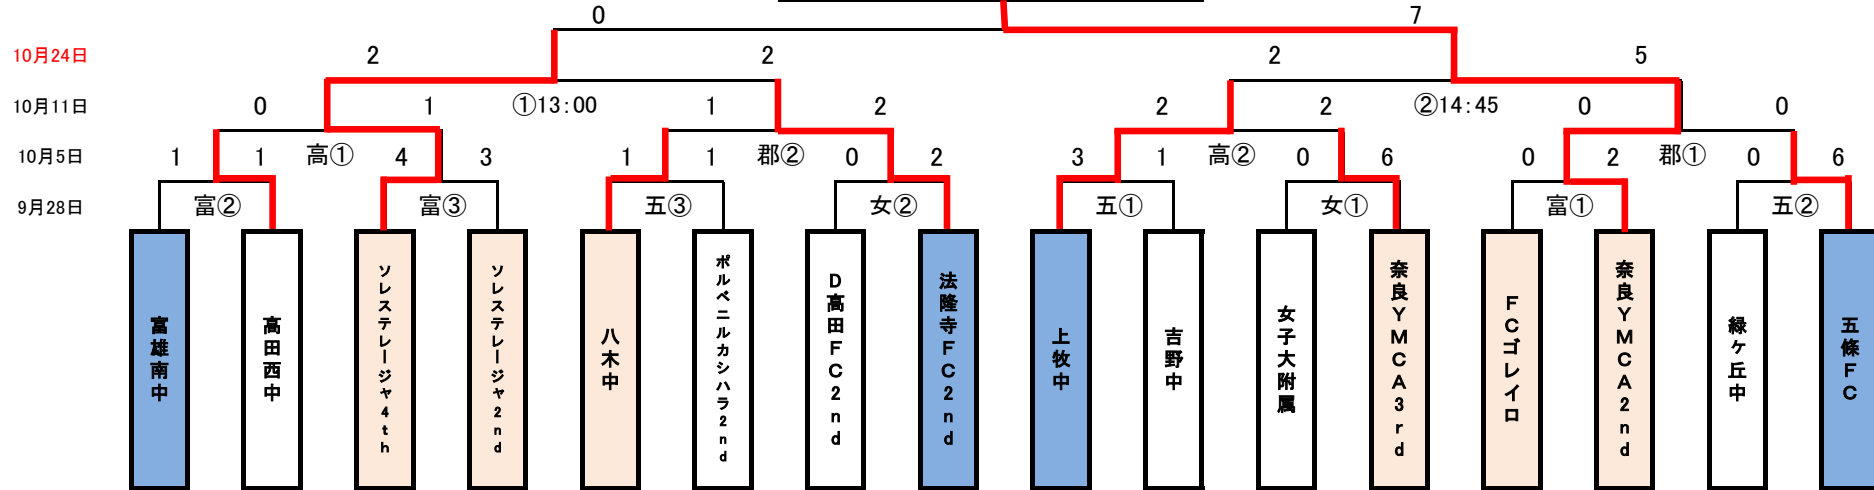 0 7
10月24日 2 2 2 5
10月11日 0 1 ①13:00 1 2 2 2 ②14:45 0 0
10月5日 1 1 高① 4 3 1 1 郡② 0 2 3 1 高② 0 6 0 2 郡① 0 6
9月28日 富② 富③ 五③ 女② 五① 女① 富① 五②
富雄南中
高田西中
ソレステレージャ4th
ソレステレージャ2nd
八木中
ポルベニルカシハラ2nd
D高田FC2nd
法隆寺FC2nd
上牧中
吉野中
女子大附属
奈良YMCA3rd
FCゴレイロ
奈良YMCA2nd
緑ヶ丘中
五條FC